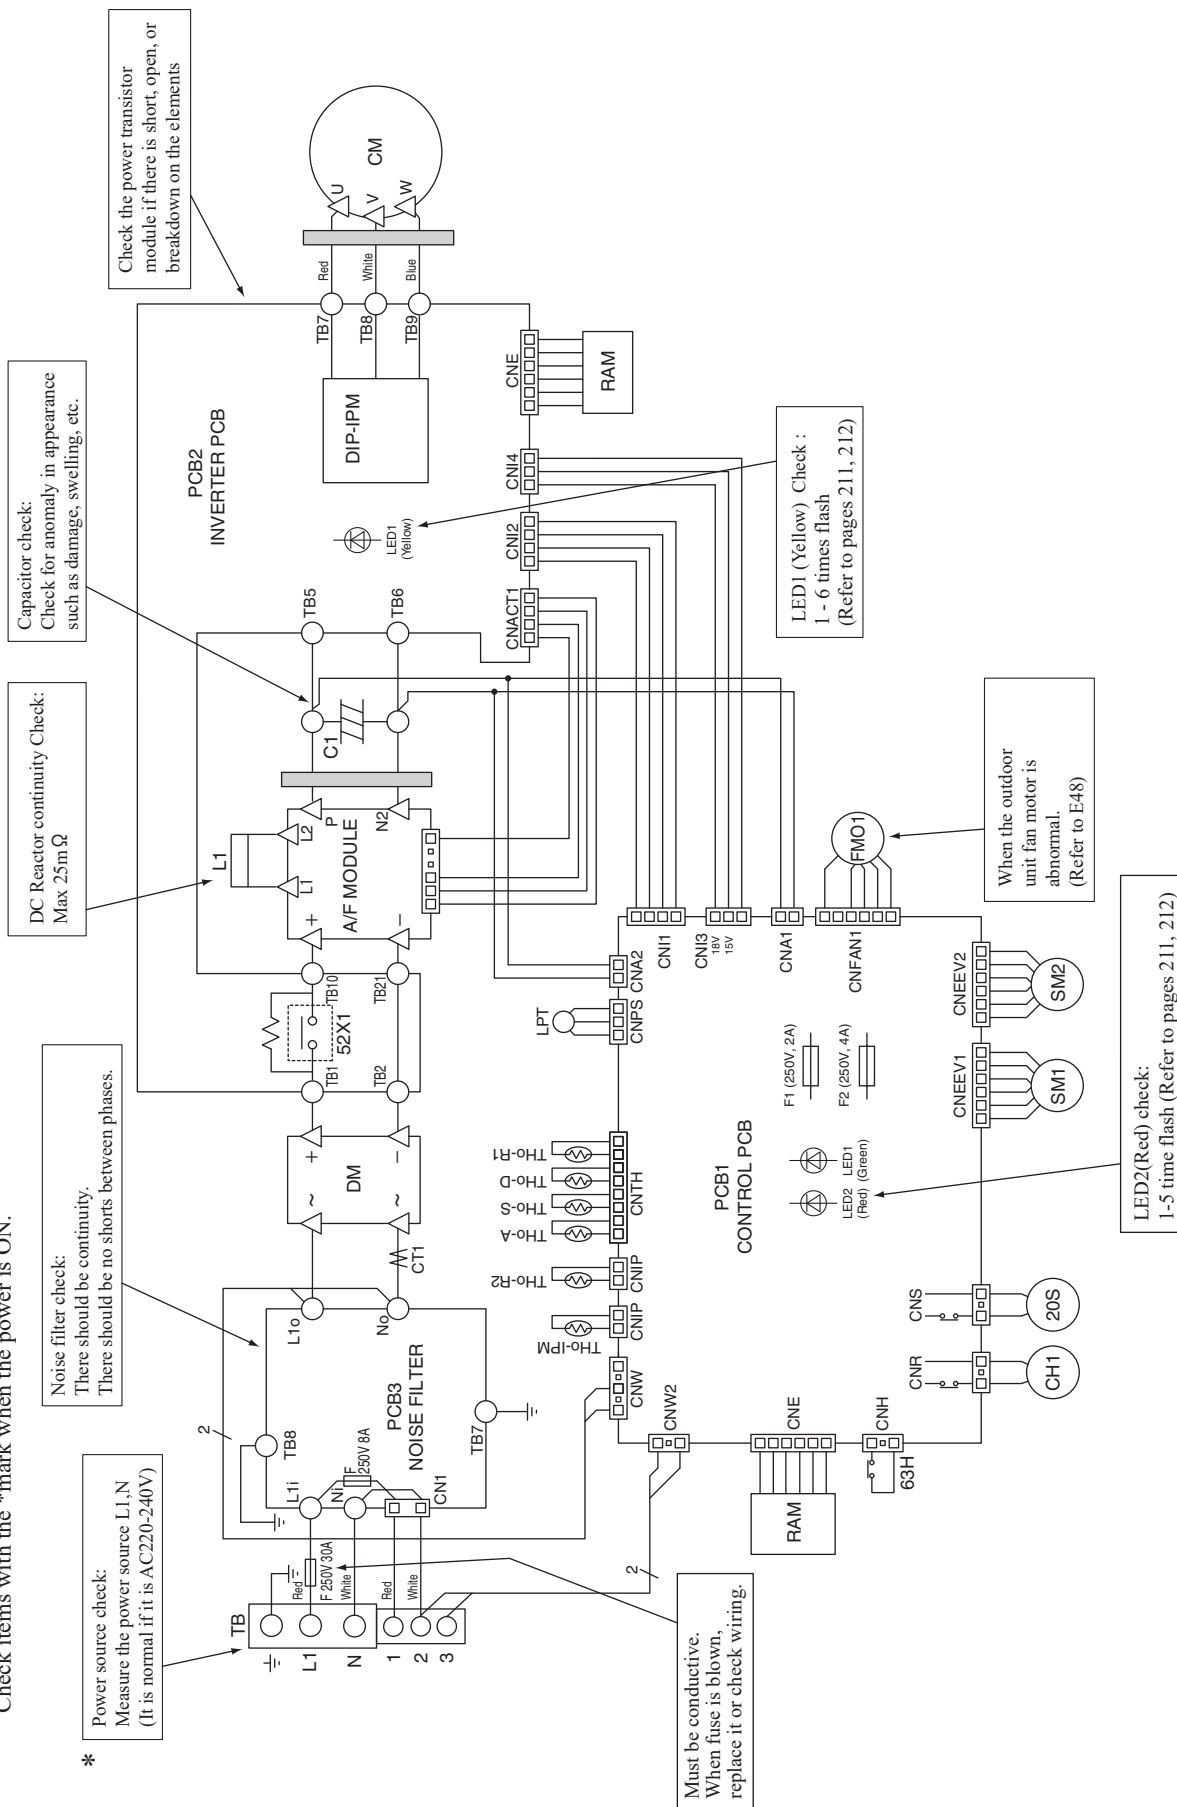 Check items with the *mark when the power is ON.
*
Power source check:
Measure the power source L1,N
(It is normal if it is AC220-240V)
Noise filter check:
There should be continuity.
There should be no shorts between phases.
DC Reactor continuity Check:
Max 25mΩ
Capacitor check:
Check for anomaly in appearance
such as damage, swelling, etc.
Check the power transistor
module if there is short, open, or
breakdown on the elements
TB
L1
N
1
2
3
Red
F 250V 30A
White
Red
White
2
TB8
L1i
Ni
F
250V 8A
CN1
PCB3
NOISE FILTER
TB7
L1o
No
CT1
~
~
DM
+
−
TB1
TB2
52X1
TB10
TB21
+
−
L1
L1
L2
A/F MODULE
P
N2
C1
TB5
TB6
PCB2
INVERTER PCB
LED1
(Yellow)
DIP-IPM
TB7
TB8
TB9
Red
White
Blue
U
V
W
CM
CNACT1
CNI2
CNI4
CNE
RAM
LED1 (Yellow) Check :
1 - 6 times flash
(Refer to pages 211, 212)
Must be conductive.
When fuse is blown,
replace it or check wiring.
2
CNW2
CNW
CNIP
THo-IPM
CNIP
THo-R2
CNTH
THo-A
THo-S
THo-D
THo-R1
LPT
CNPS
CNA2
CNI1
CNI3
18V
15V
CNA1
CNFAN1
FMO1
When the outdoor
unit fan motor is
abnormal.
(Refer to E48)
PCB1
CONTROL PCB
F1 (250V, 2A)
F2 (250V, 4A)
LED2
(Red)
LED1
(Green)
RAM
CNE
CNH
63H
CNR
CH1
CNS
20S
CNEEV1
SM1
CNEEV2
SM2
LED2(Red) check:
1-5 time flash (Refer to pages 211, 212)